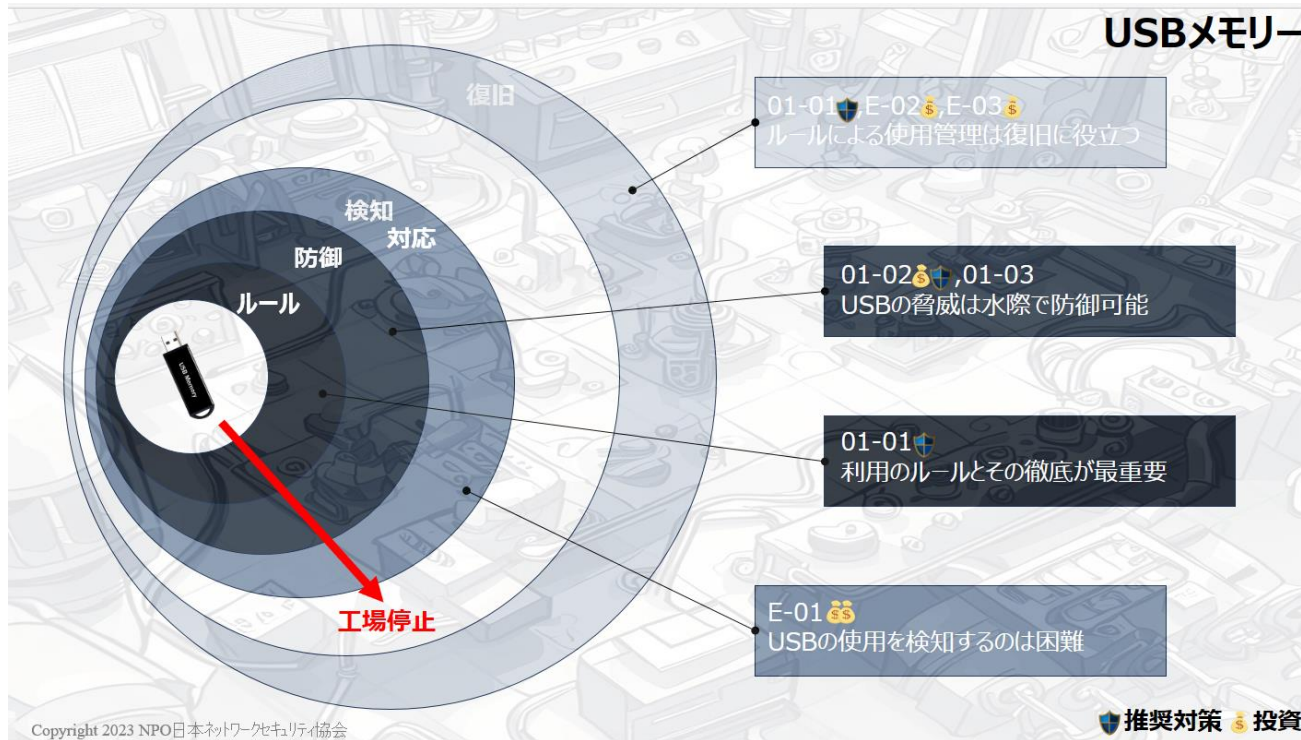 USBメモリー
復旧
検知
対応
防御
ルール
USB Memory
工場停止
01-01,E-02,E-03
ルールによる使用管理は復旧に役立つ
01-02,01-03
USBの脅威は水際で防御可能
01-01
利用のルールとその徹底が最重要
E-01
USBの使用を検知するのは困難
Copyright 2023 NPO日本ネットワークセキュリティ協会
推奨対策 投資